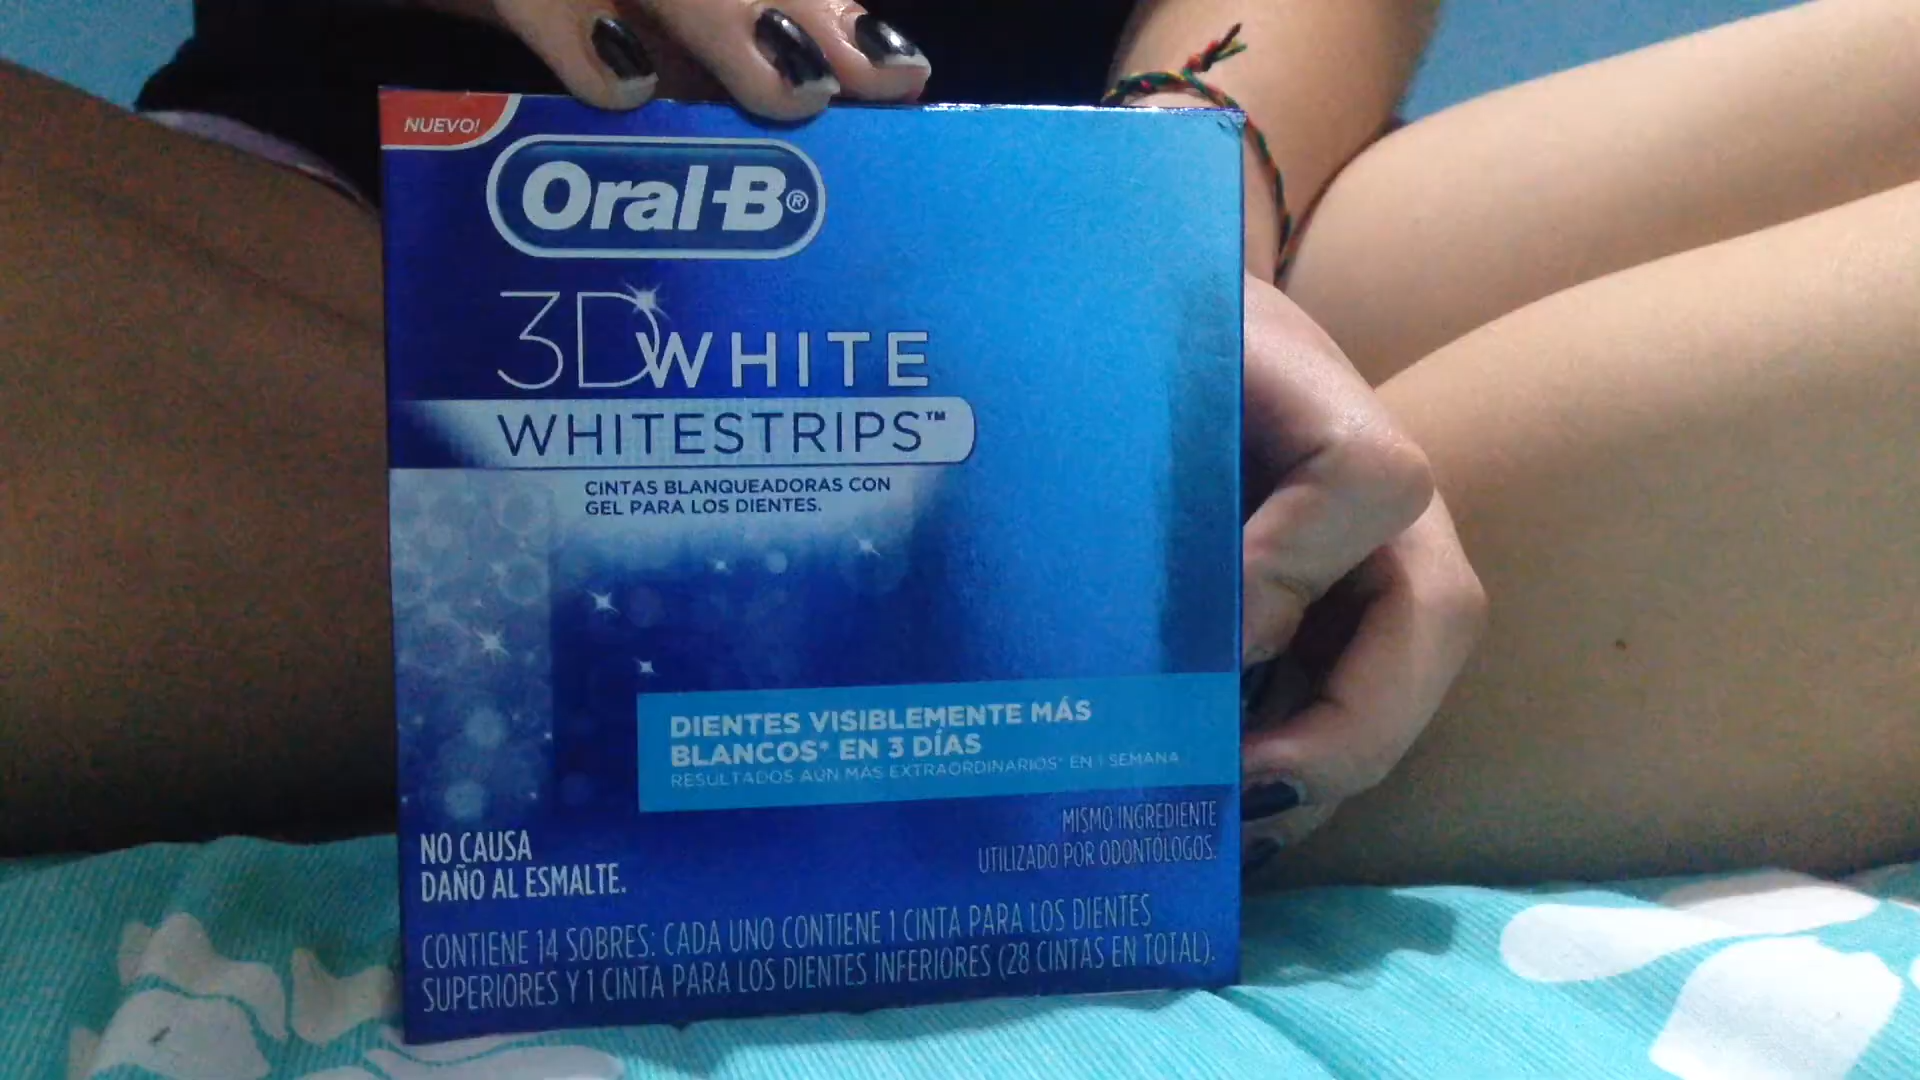 NUEVO!
Oral-B®
3DWHITE
WHITESTRIPS™
CINTAS BLANQUEADORAS CON
GEL PARA LOS DIENTES.
DIENTES VISIBLEMENTE MÁS
BLANCOS* EN 3 DÍAS
RESULTADOS AÚN MÁS EXTRAORDINARIOS* EN 1 SEMANA
NO CAUSA
DAÑO AL ESMALTE.
MISMO INGREDIENTE
UTILIZADO POR ODONTÓLOGOS.
CONTIENE 14 SOBRES: CADA UNO CONTIENE 1 CINTA PARA LOS DIENTES
SUPERIORES Y 1 CINTA PARA LOS DIENTES INFERIORES (28 CINTAS EN TOTAL).